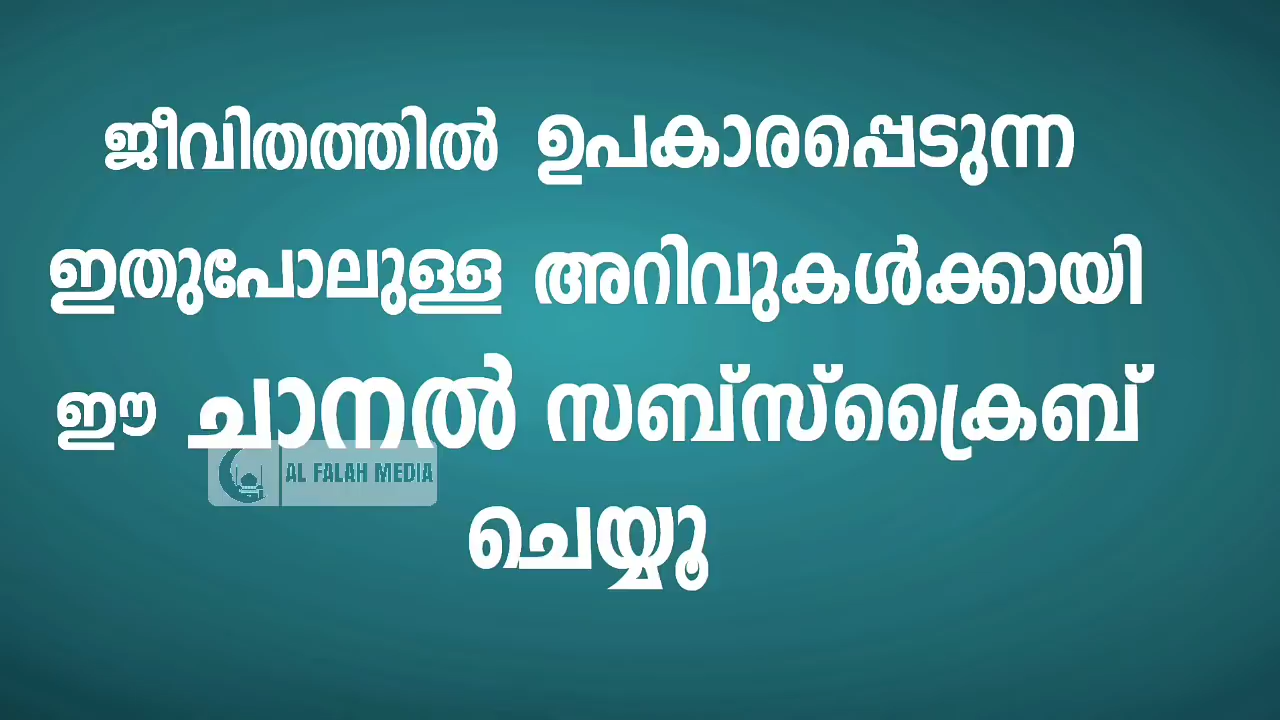 ജീവിതത്തിൽ ഉപകാരപ്പെടുന്ന
ഇതുപോലുള്ള അറിവുകൾക്കായി
ഈ ചാനൽ സബ്സ്ക്രൈബ്
AL FALAH MEDIA
ചെയ്യൂ